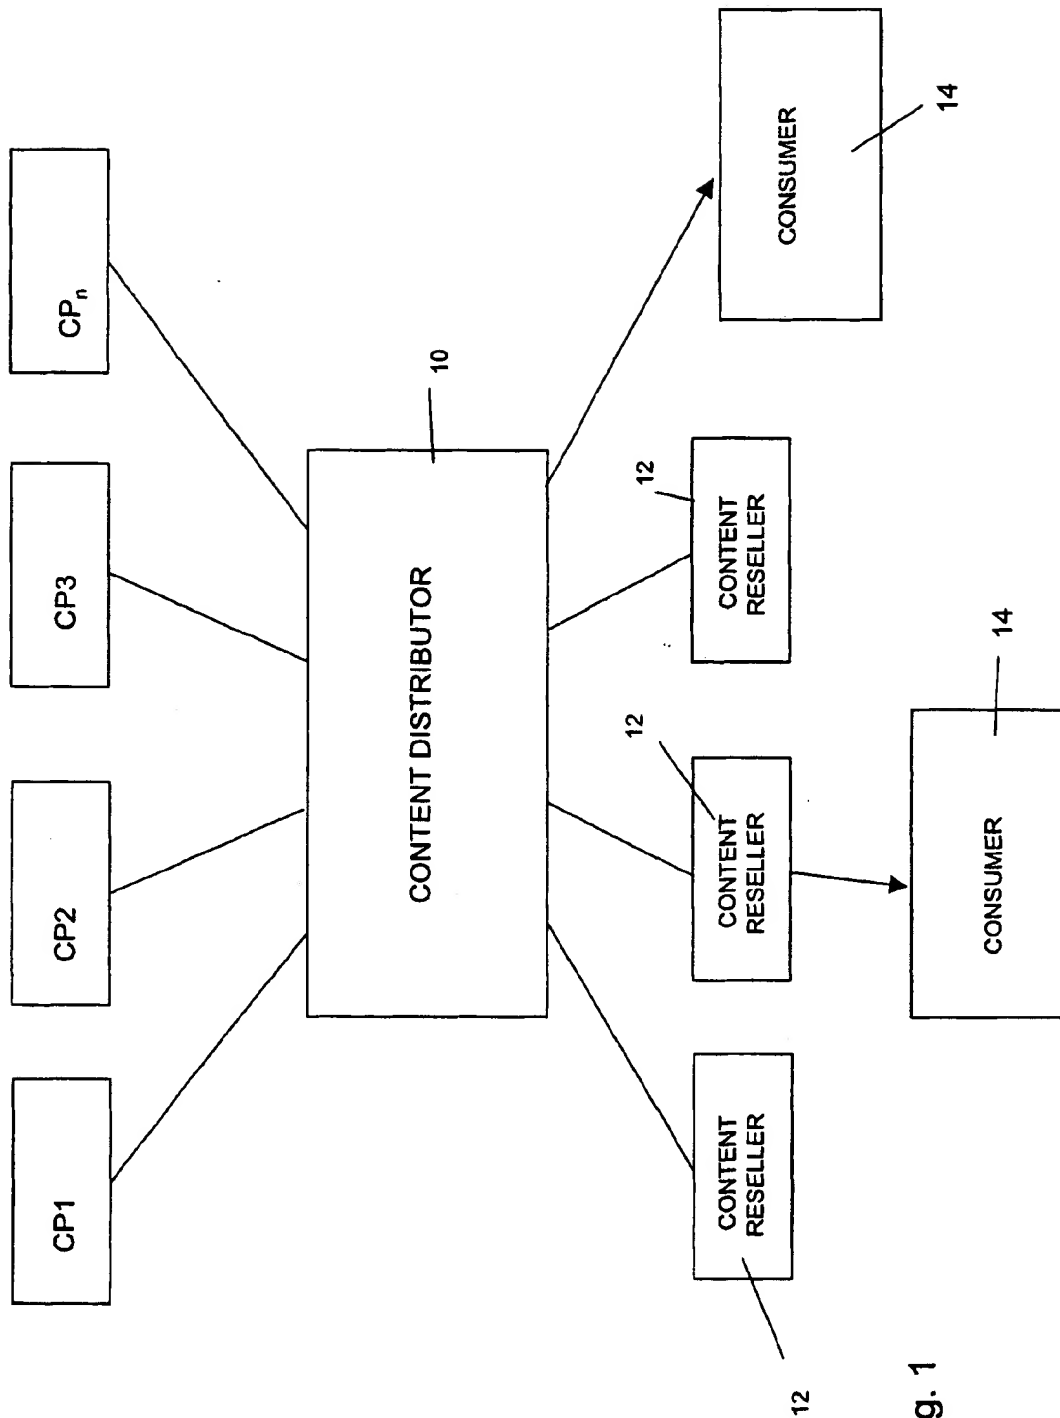 CP1
CP2
CP3
CPn
CONTENT DISTRIBUTOR
10
CONTENT
RESELLER
12
CONTENT
RESELLER
12
CONTENT
RESELLER
12
CONSUMER
14
CONSUMER
14
g. 1